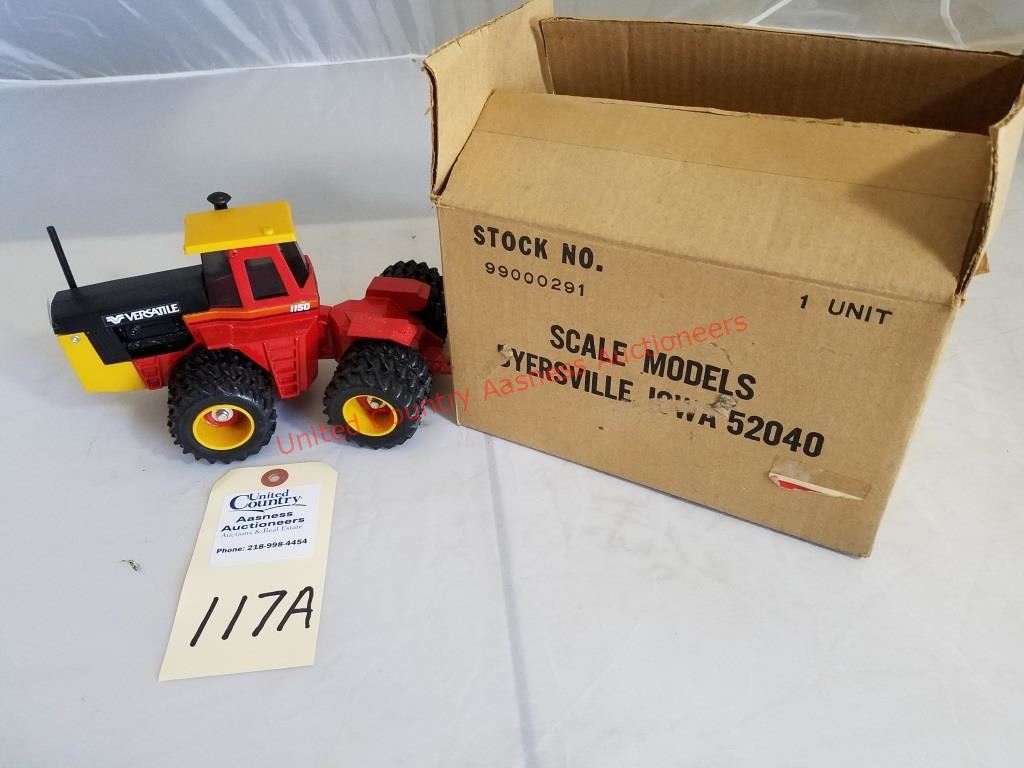 VERSATILE
1150
STOCK NO.
99000291
1 UNIT
SCALE MODELS
DYERSVILLE, IOWA 52040
United Country Aasness Auctioneers
United
Country
Aasness
Auctioneers
Auctions & Real Estate
Phone: 218-998-4454
117A